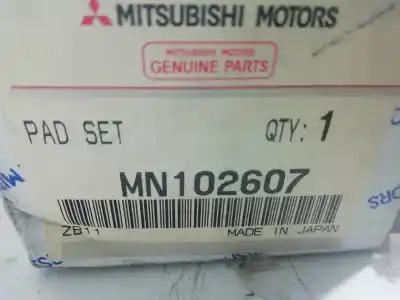 MITSUBISHI MOTORS
MITSUBISHI MOTORS
GENUINE PARTS
PAD SET QTY: 1
MN102607
ZB11 MADE IN JAPAN